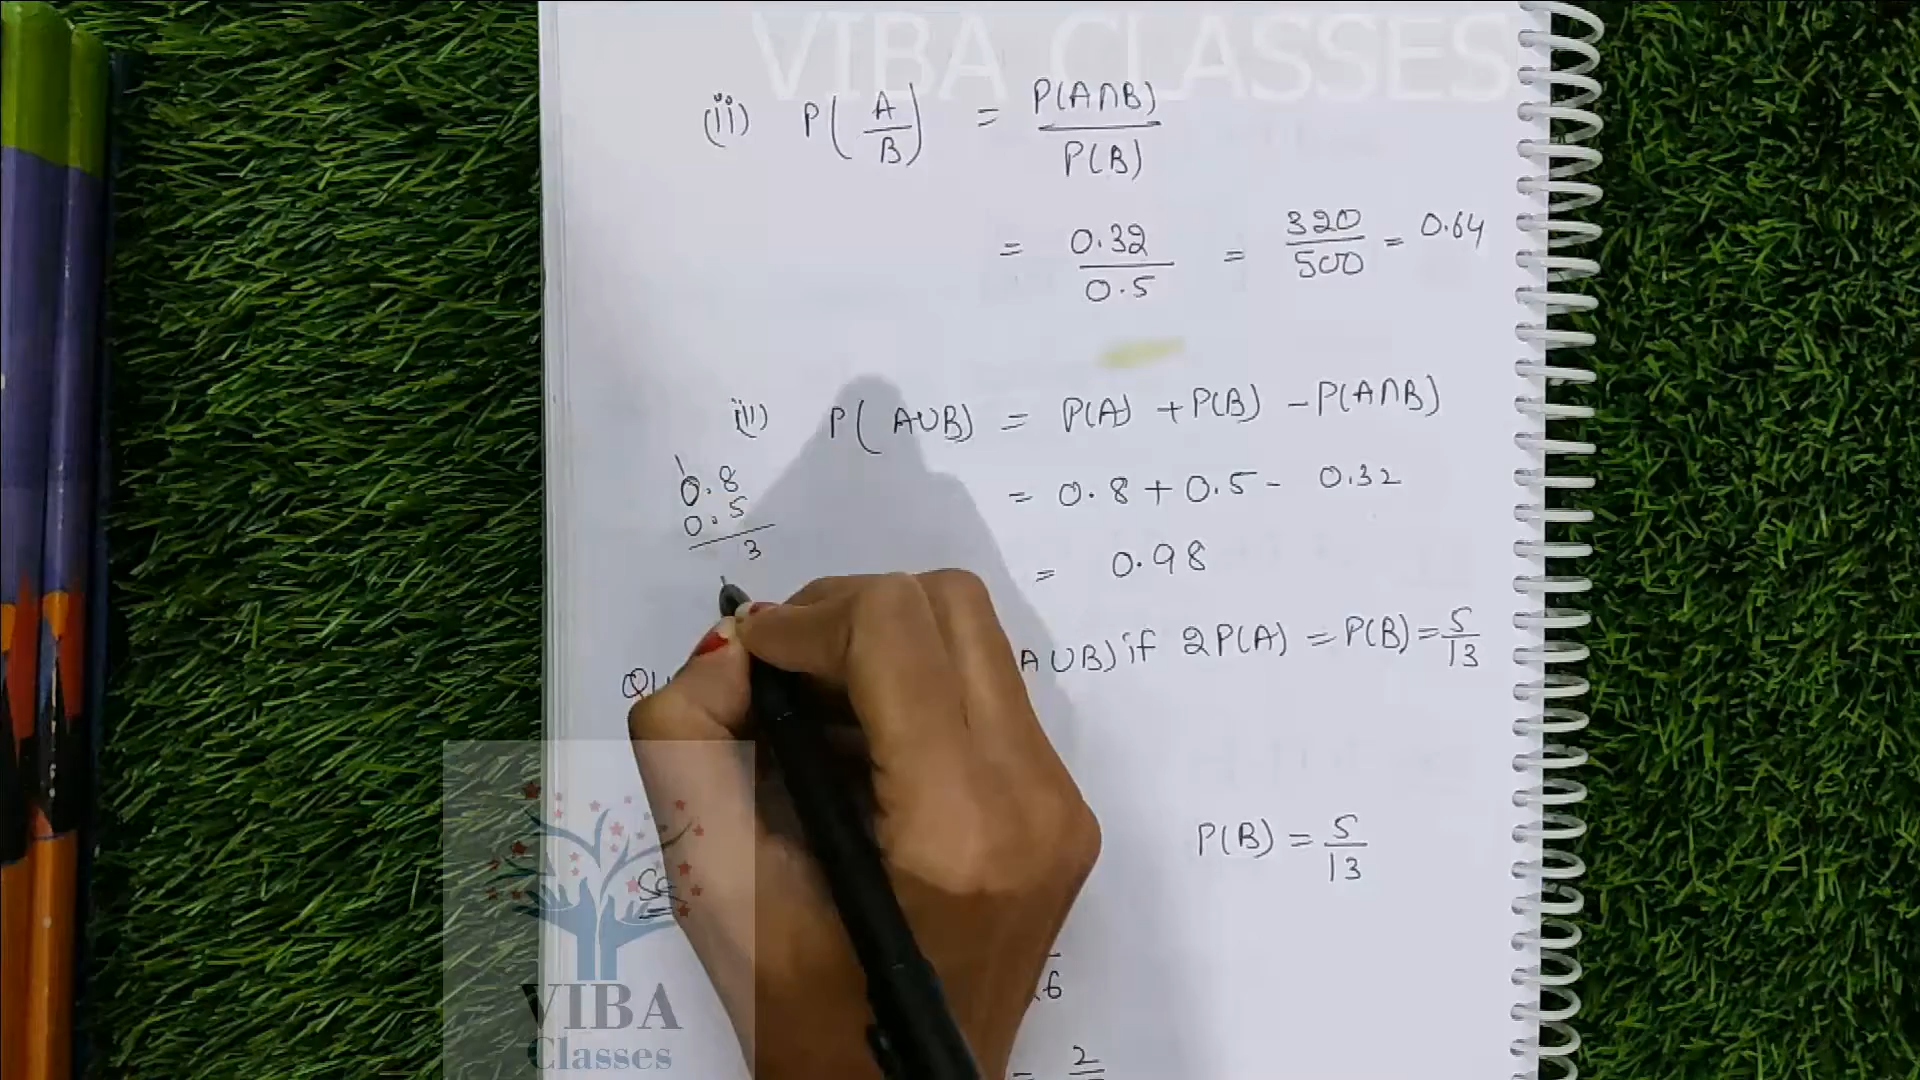 VIBA CLASSES
(ii) P(A/B) = P(A∩B)/P(B)
= 0.32/0.5 = 320/500 = 0.64
(iii) P(A∪B) = P(A) + P(B) - P(A∩B)
1
0.8
0.5
3
= 0.8 + 0.5 - 0.32
= 0.98
A∪B) if 2P(A) = P(B) = 5/13
P(B) = 5/13
6
= 2
VIBA
Classes